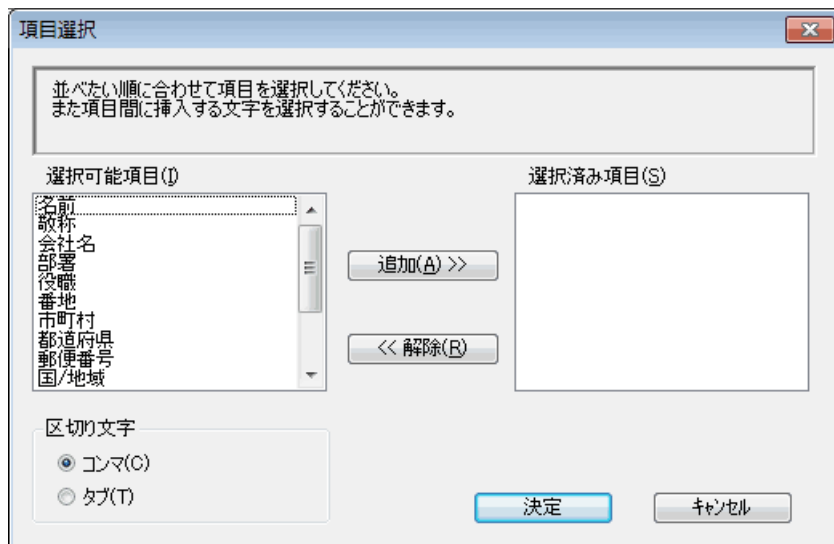 項目選択
並べたい順に合わせて項目を選択してください。
また項目間に挿入する文字を選択することができます。
選択可能項目(I)
名前
敬称
会社名
部署
役職
番地
市町村
都道府県
郵便番号
国/地域
追加(A) >>
<< 解除(R)
選択済み項目(S)
区切り文字
コンマ(C)
タブ(T)
決定
キャンセル